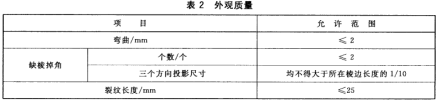 表 2 外观质量
项 目 允 许 范 围
弯曲/mm ≤2
缺棱掉角 个数/个 ≤2
三个方向投影尺寸 均不得大于所在棱边长度的 1/10
裂纹长度/mm ≤25